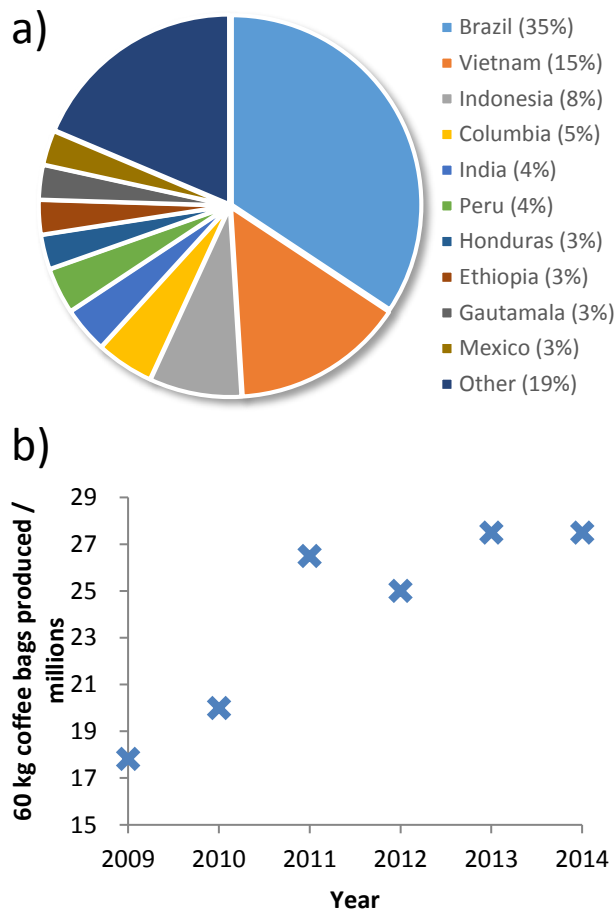 a)
Brazil (35%)
Vietnam (15%)
Indonesia (8%)
Columbia (5%)
India (4%)
Peru (4%)
Honduras (3%)
Ethiopia (3%)
Gautamala (3%)
Mexico (3%)
Other (19%)
b)
60 kg coffee bags produced /
millions
29
27
25
23
21
19
17
15
2009 2010 2011 2012 2013 2014
Year